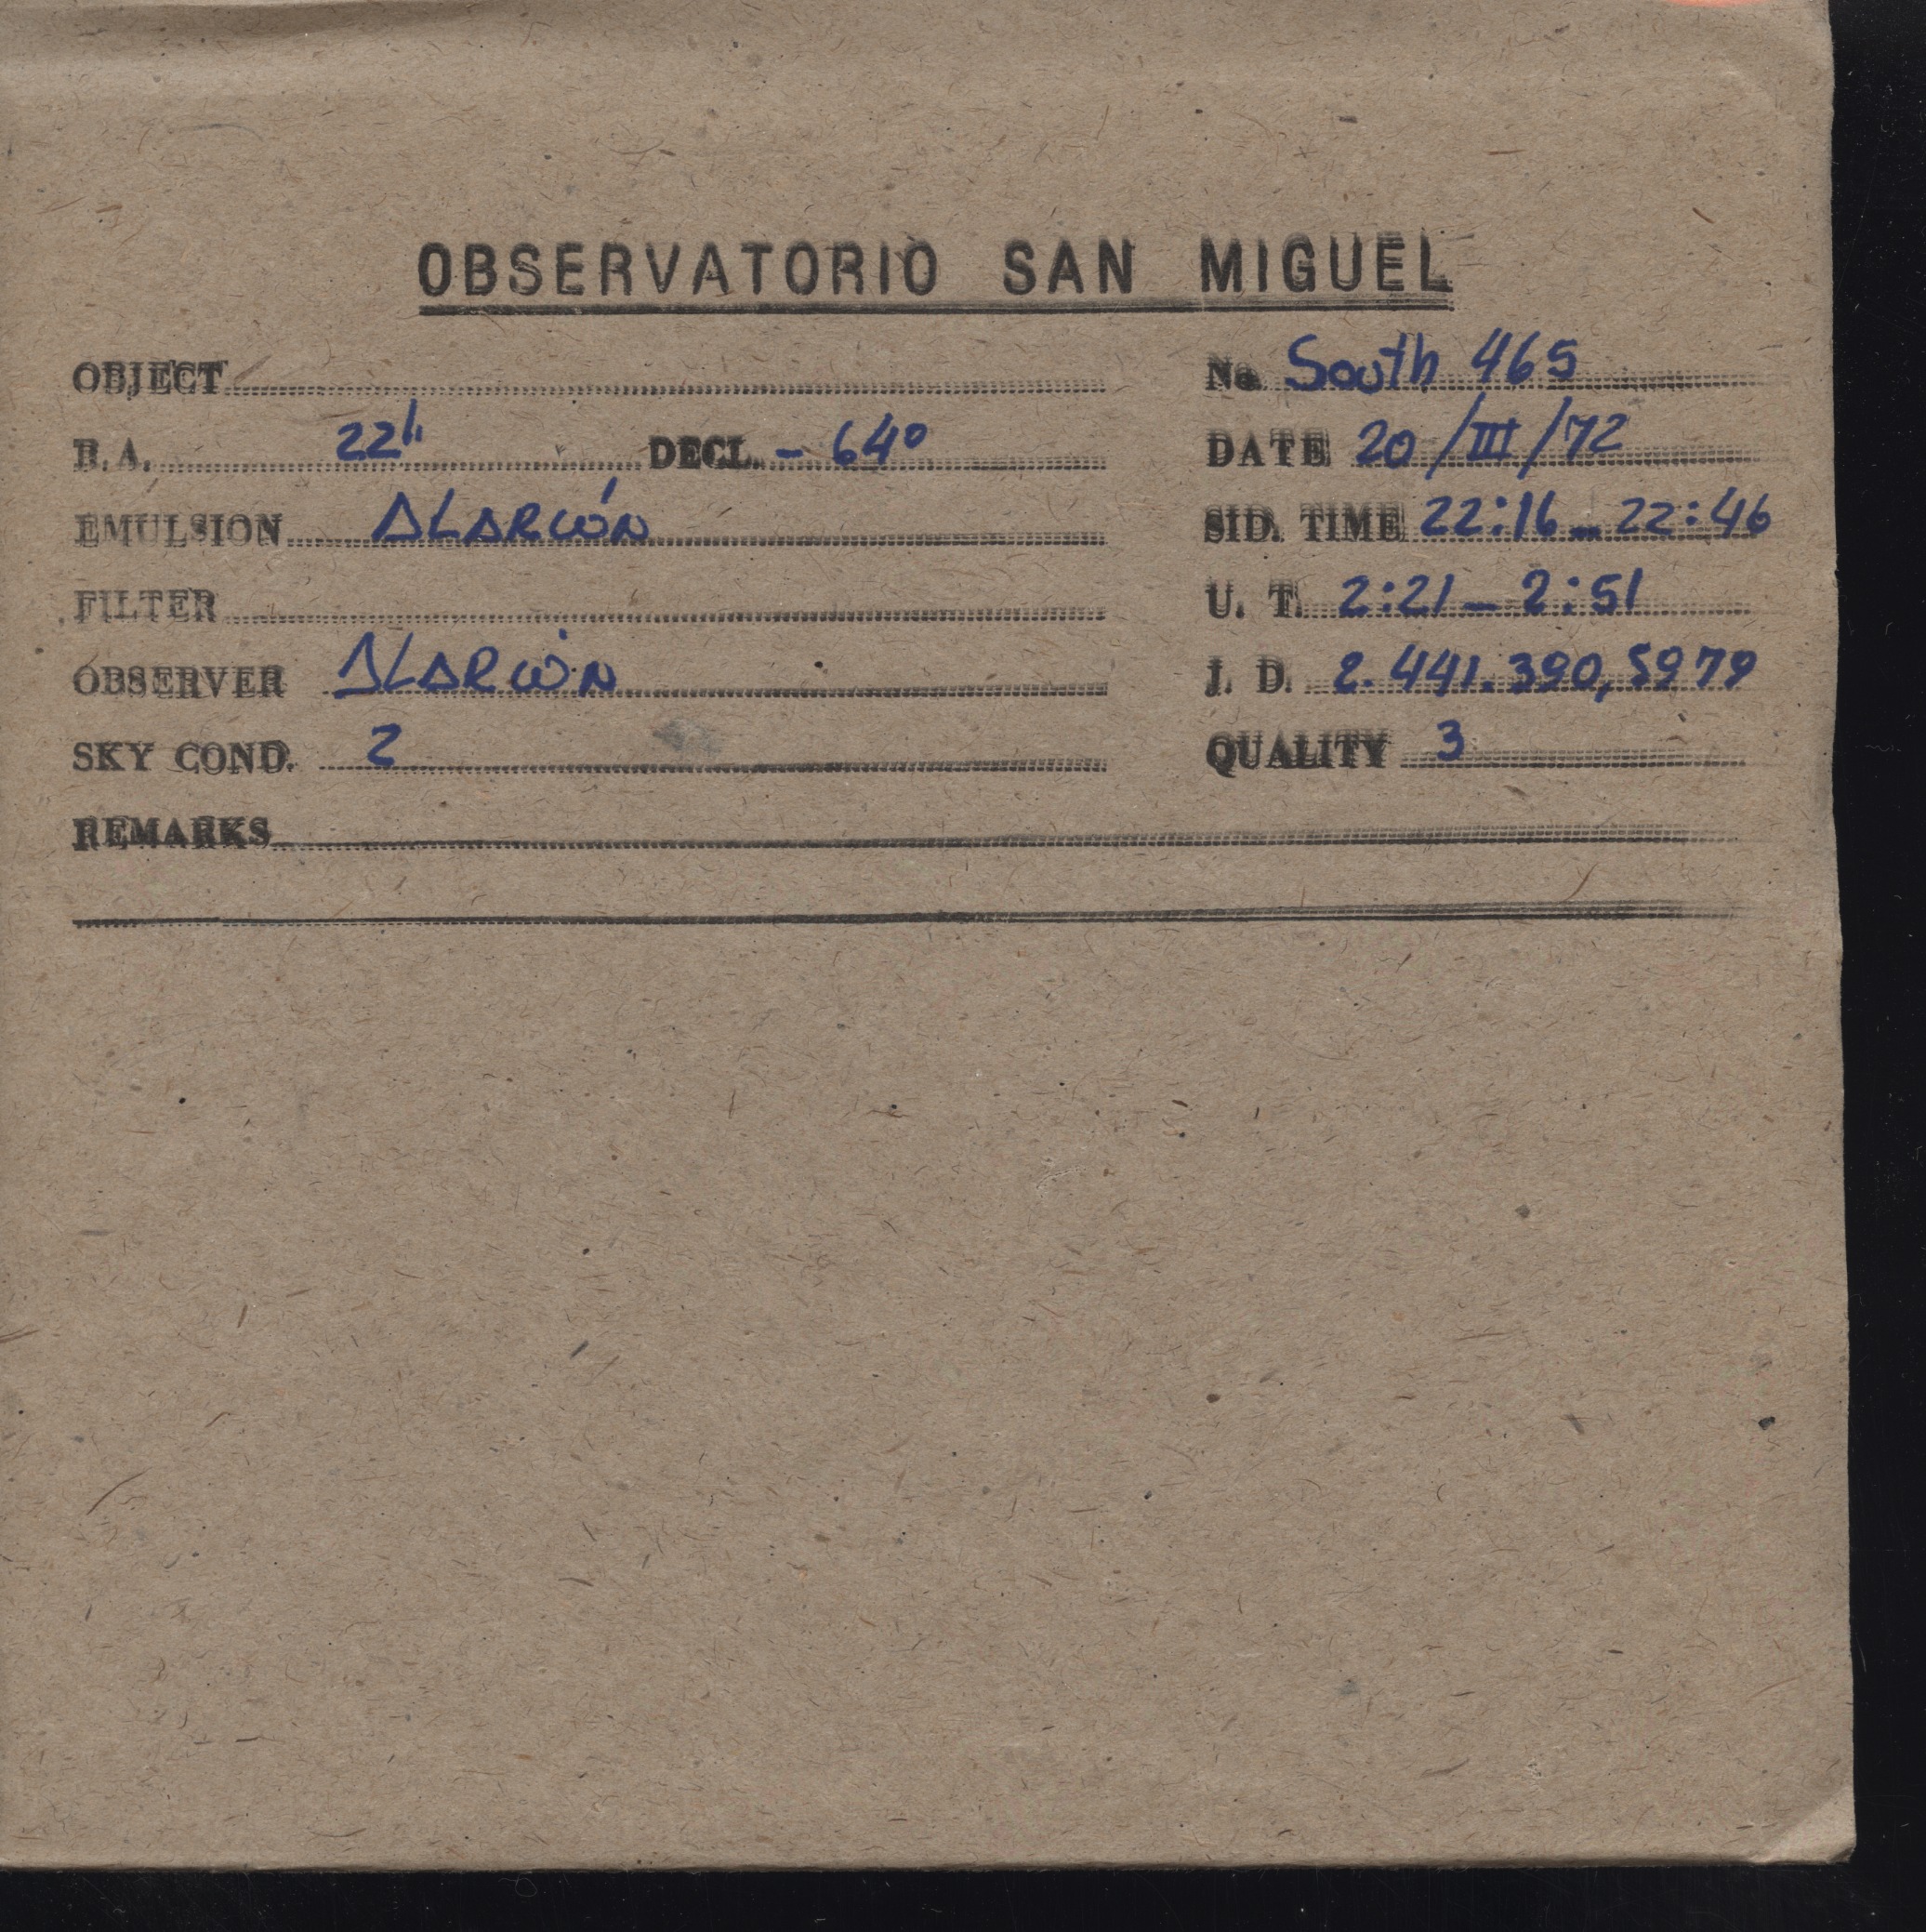 OBSERVATORIO SAN MIGUEL
OBJECT No. South 465
R.A. 22h DECL. - 64° DATE 20/III/72
EMULSION ALARCÓN SID. TIME 22:16 - 22:46
FILTER U. T. 2:21 - 2:51
OBSERVER ALARCÓN J. D. 2.441.390,5979
SKY COND. 2 QUALITY 3
REMARKS